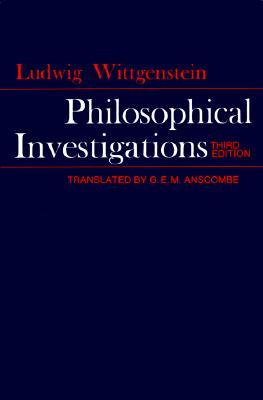 Ludwig Wittgenstein
Philosophical
Investigations THIRD EDITION
TRANSLATED BY G. E. M. ANSCOMBE